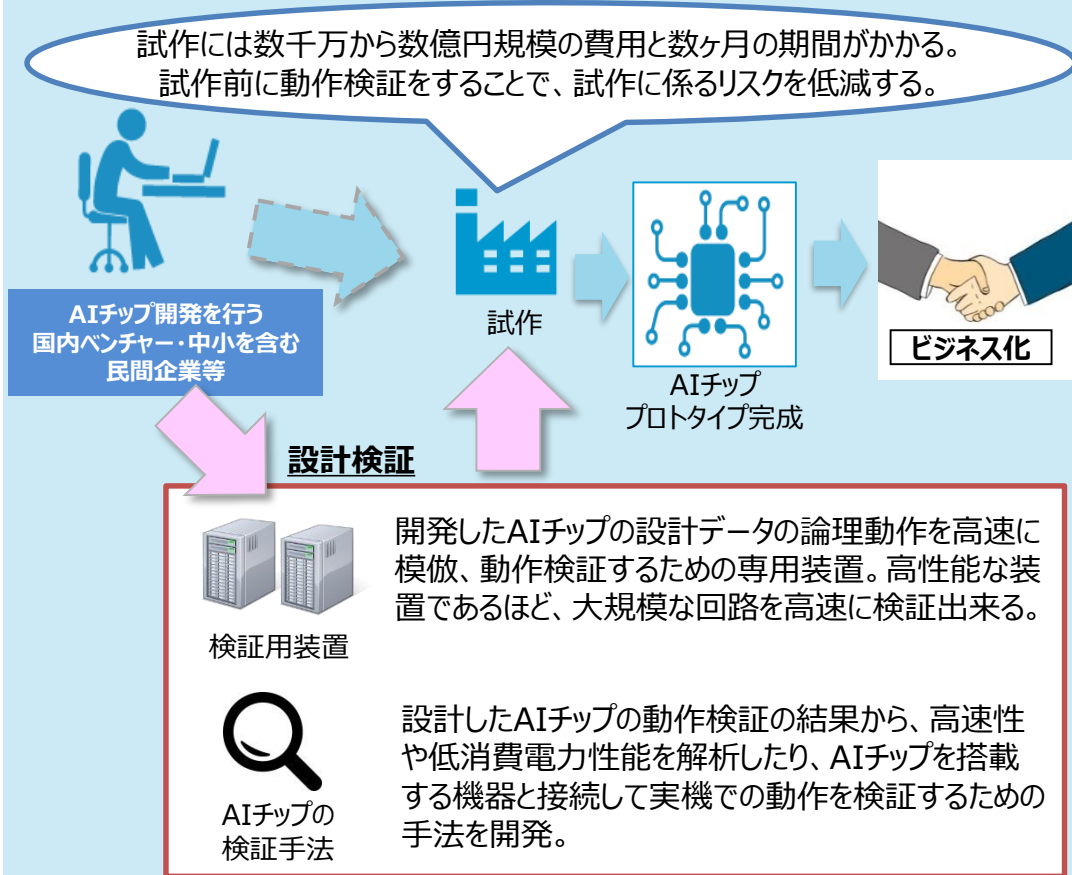 試作には数千万から数億円規模の費用と数ヶ月の期間がかかる。
試作前に動作検証をすることで、試作に係るリスクを低減する。
AIチップ開発を行う
国内ベンチャー・中小を含む
民間企業等
試作
AIチップ
プロトタイプ完成
ビジネス化
設計検証
開発したAIチップの設計データの論理動作を高速に
模倣、動作検証するための専用装置。高性能な装
置であるほど、大規模な回路を高速に検証出来る。
検証用装置
設計したAIチップの動作検証の結果から、高速性
や低消費電力性能を解析したり、AIチップを搭載
する機器と接続して実機での動作を検証するための
手法を開発。
AIチップの
検証手法